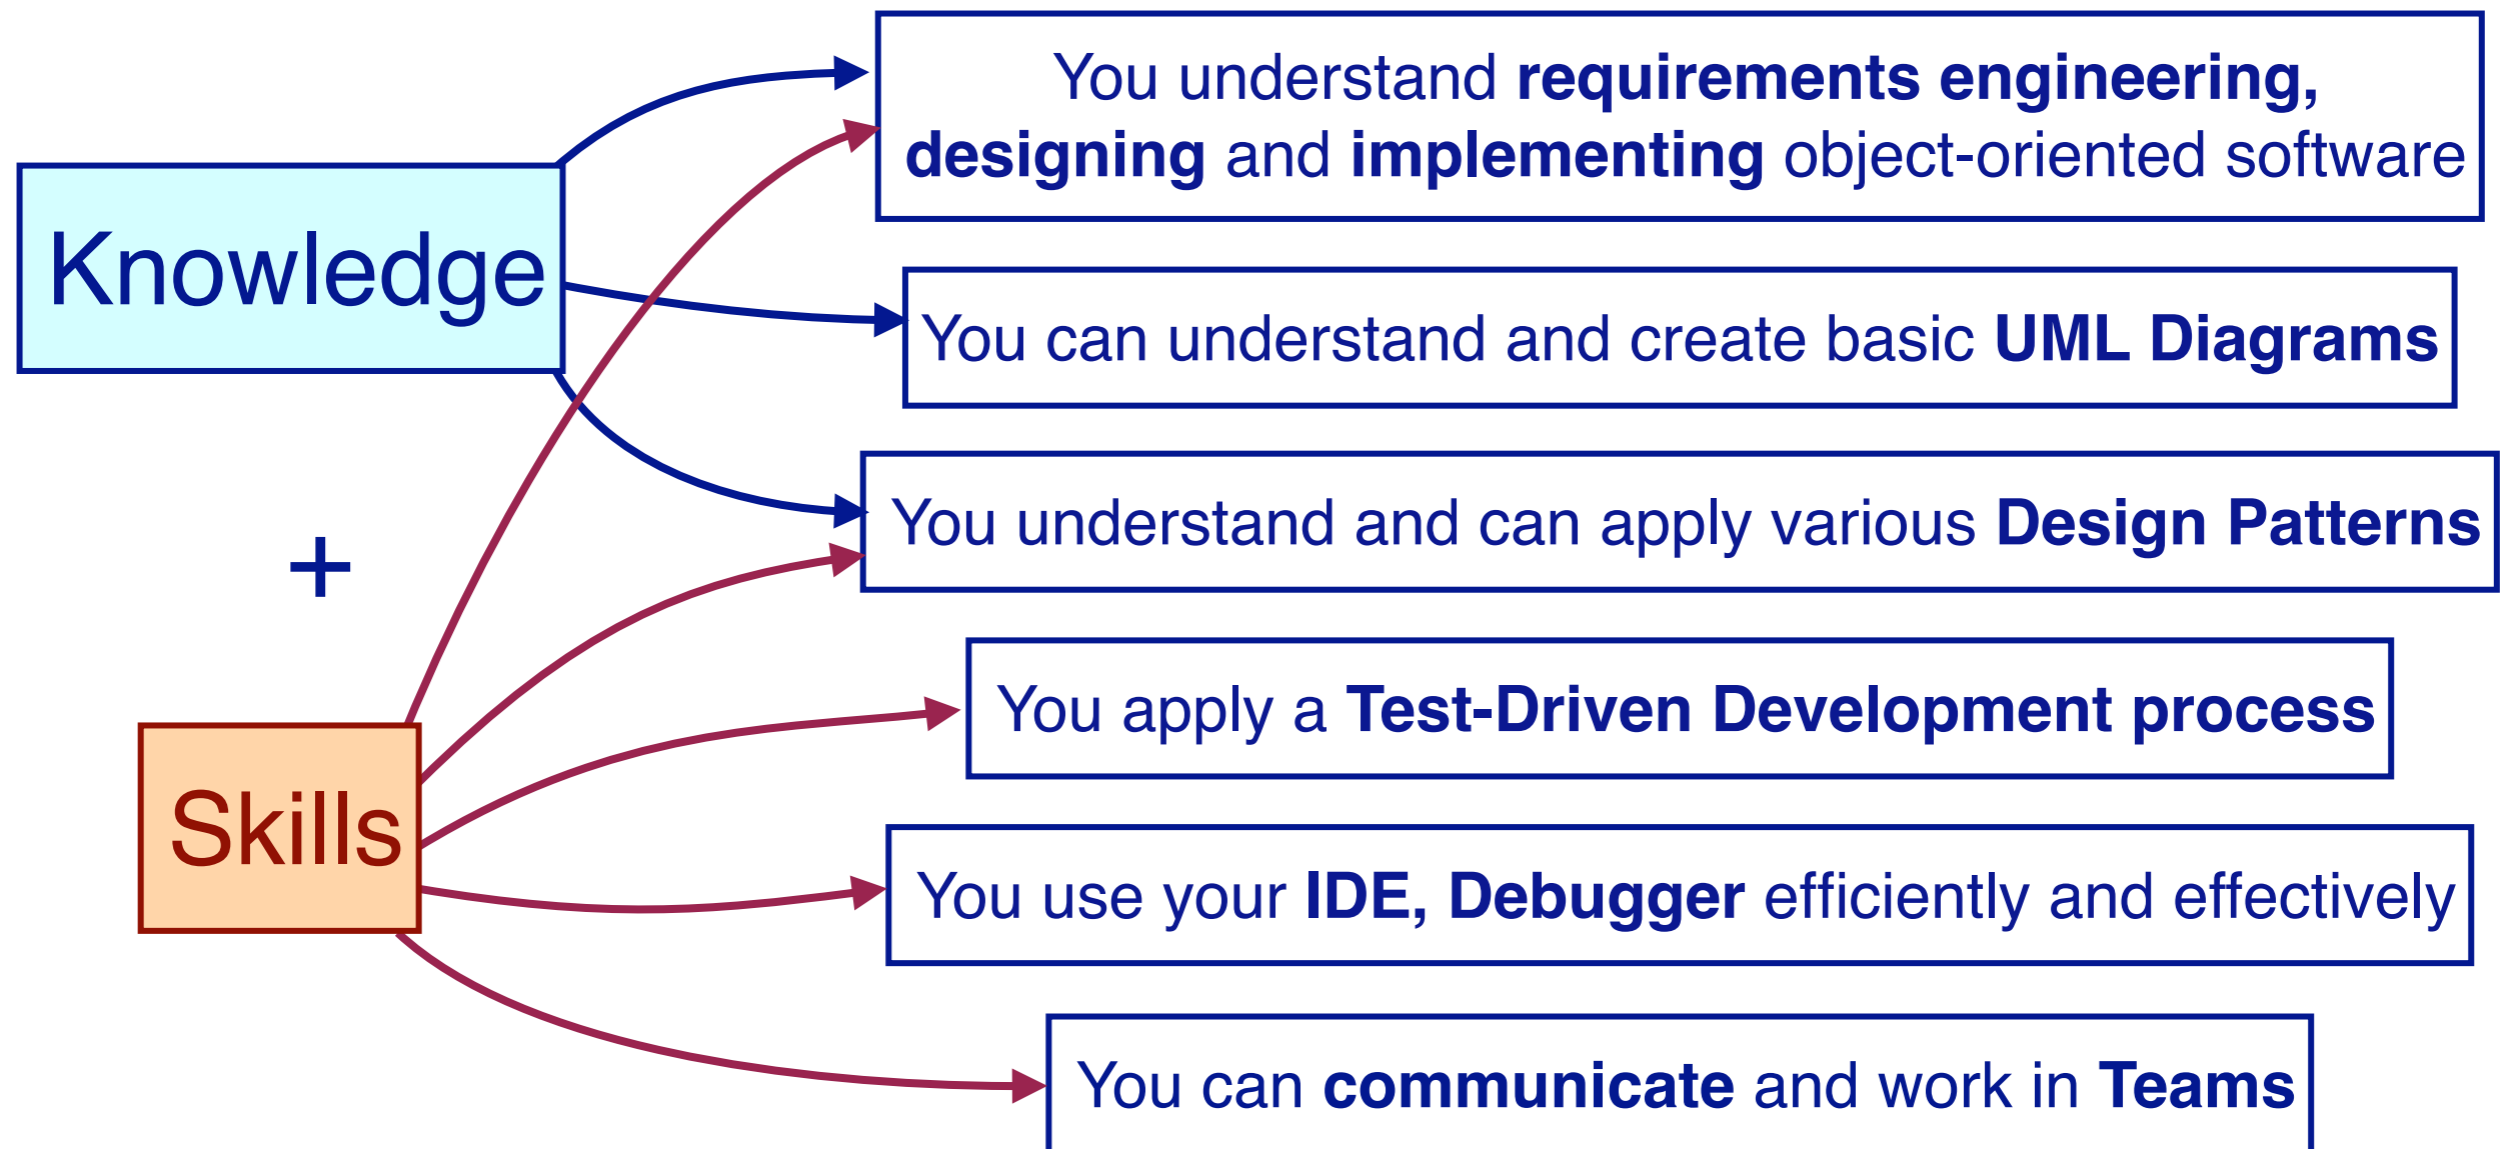 You understand requirements engineering,
designing and implementing object-oriented software
Knowledge
You can understand and create basic UML Diagrams
You understand and can apply various Design Patterns
+
You apply a Test-Driven Development process
Skills
You use your IDE, Debugger efficiently and effectively
You can communicate and work in Teams